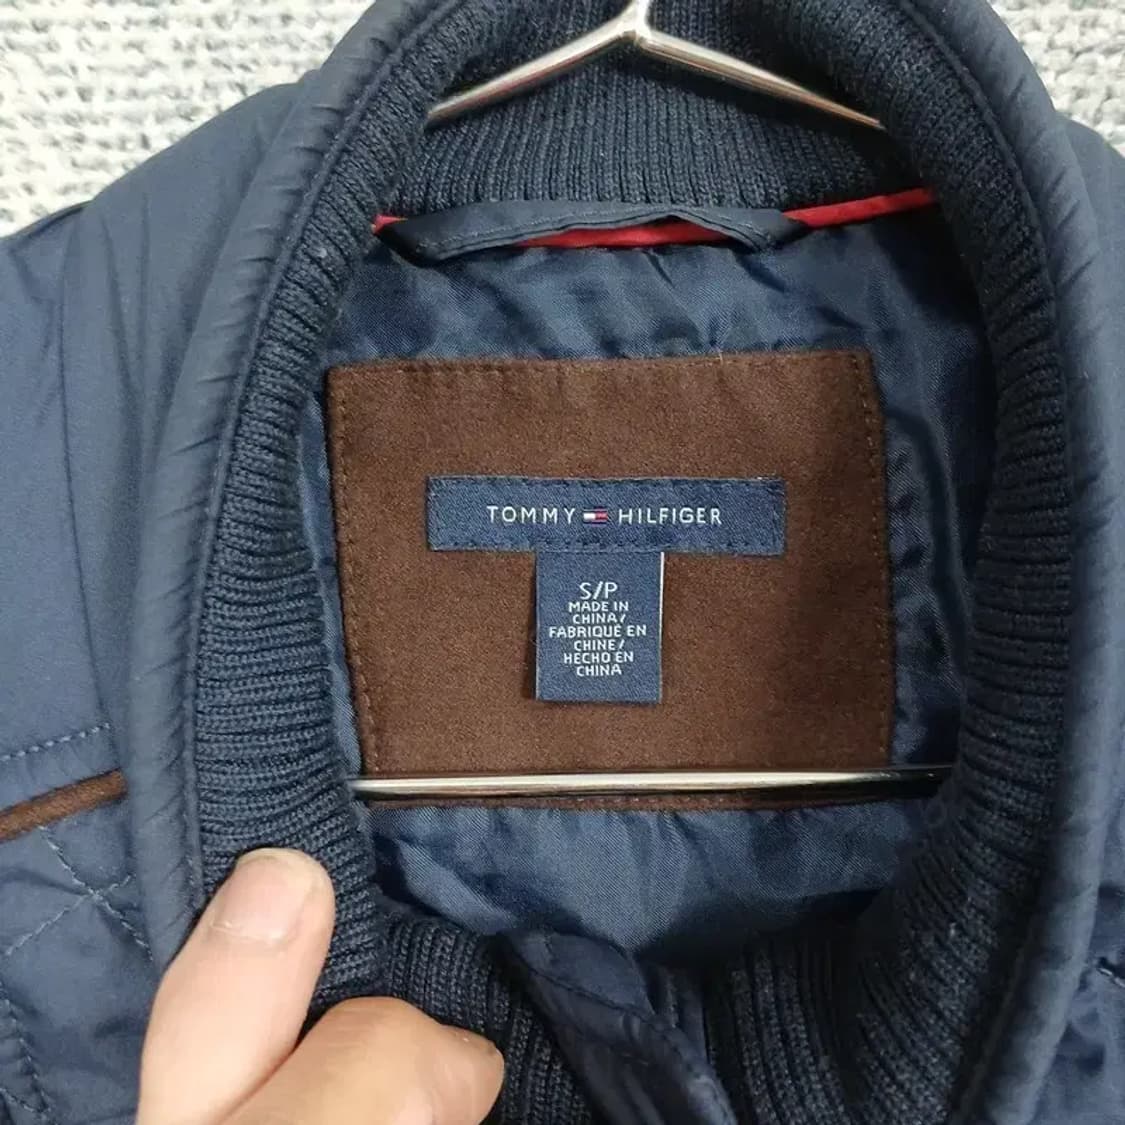 TOMMY HILFIGER
S/P
MADE IN
CHINA/
FABRIQUÉ EN
CHINE/
HECHO EN
CHINA